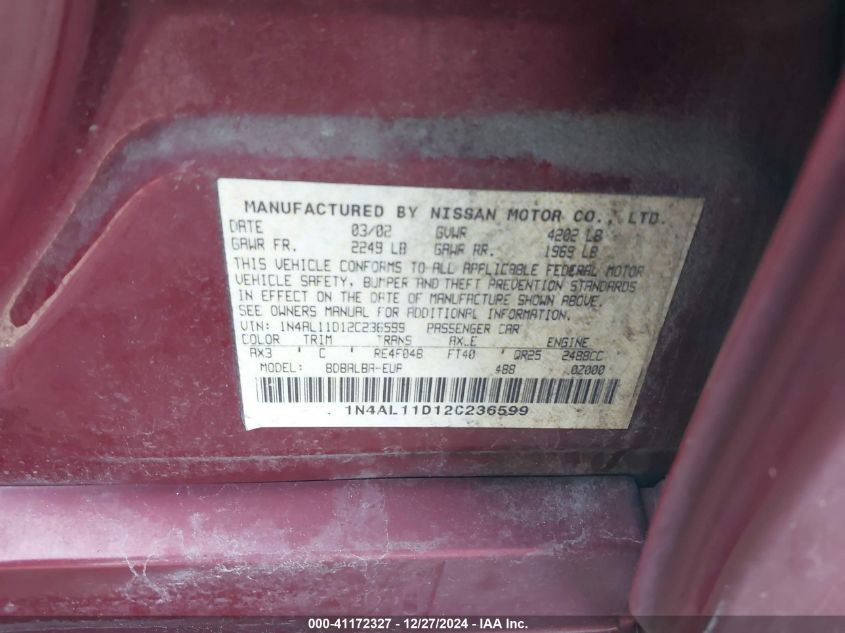 MANUFACTURED BY NISSAN MOTOR CO., LTD.
DATE 03/02 GVWR 4202 LB
GAWR FR. 2249 LB GAWR RR. 1969 LB
THIS VEHICLE CONFORMS TO ALL APPLICABLE FEDERAL MOTOR
VEHICLE SAFETY, BUMPER AND THEFT PREVENTION STANDARDS
IN EFFECT ON THE DATE OF MANUFACTURE SHOWN ABOVE.
SEE OWNERS MANUAL FOR ADDITIONAL INFORMATION.
VIN: 1N4AL11D12C236599 PASSENGER CAR
COLOR TRIM TRANS AXLE ENGINE
AX3 C RE4F04B FT40 QR25 2488CC
MODEL: BDBALBA-EUA 488 0Z000
1N4AL11D12C236599
000-41172327 - 12/27/2024 - IAA Inc.